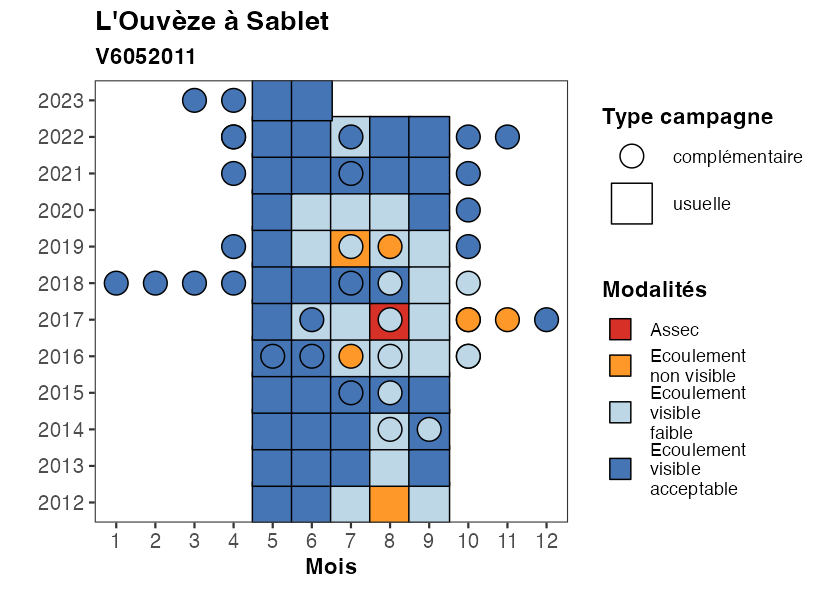 L'Ouvèze à Sablet
V6052011
2023
2022
2021
2020
2019
2018
2017
2016
2015
2014
2013
2012
1 2 3 4 5 6 7 8 9 10 11 12
Mois
Type campagne
complémentaire
usuelle
Modalités
Assec
Ecoulement
non visible
Ecoulement
visible
faible
Ecoulement
visible
acceptable